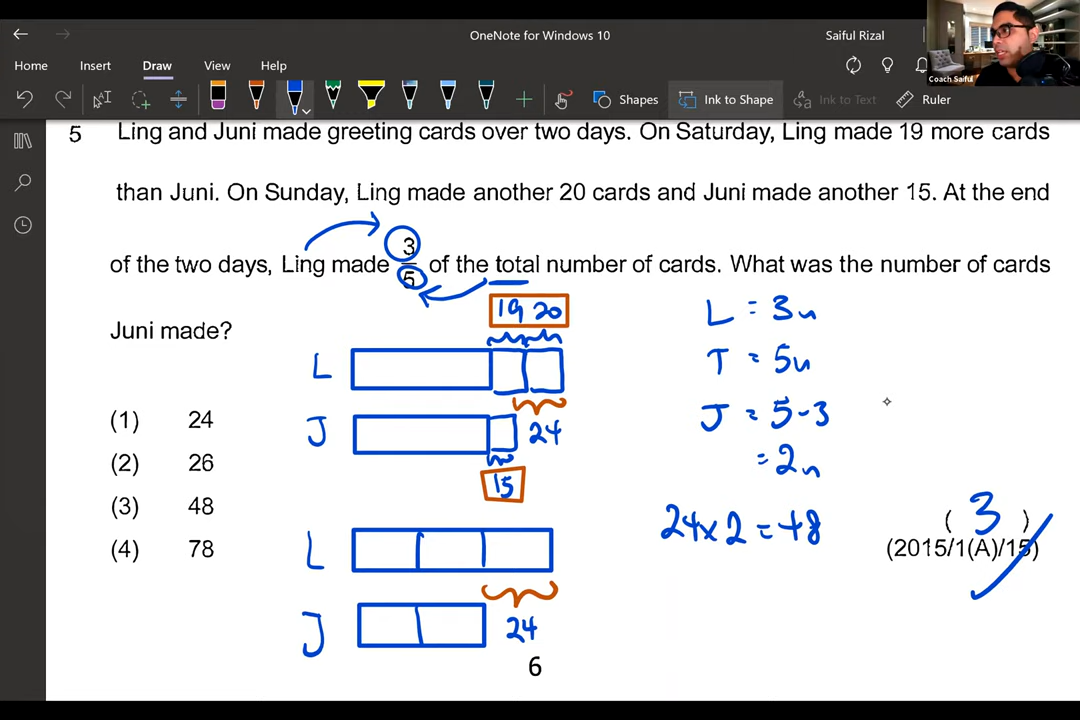 OneNote for Windows 10
Saiful Rizal
Coach Saiful
Home Insert Draw View Help
Shapes Ink to Shape Ink to Text Ruler
5 Ling and Juni made greeting cards over two days. On Saturday, Ling made 19 more cards
than Juni. On Sunday, Ling made another 20 cards and Juni made another 15. At the end
of the two days, Ling made 3/5 of the total number of cards. What was the number of cards
Juni made?
19 20
L
J 24
15
L = 3u
T = 5u
J = 5-3
= 2u
(1) 24
(2) 26
(3) 48
(4) 78
24x2 = 48
( 3 )
(2015/1(A)/15)
L
J 24
6